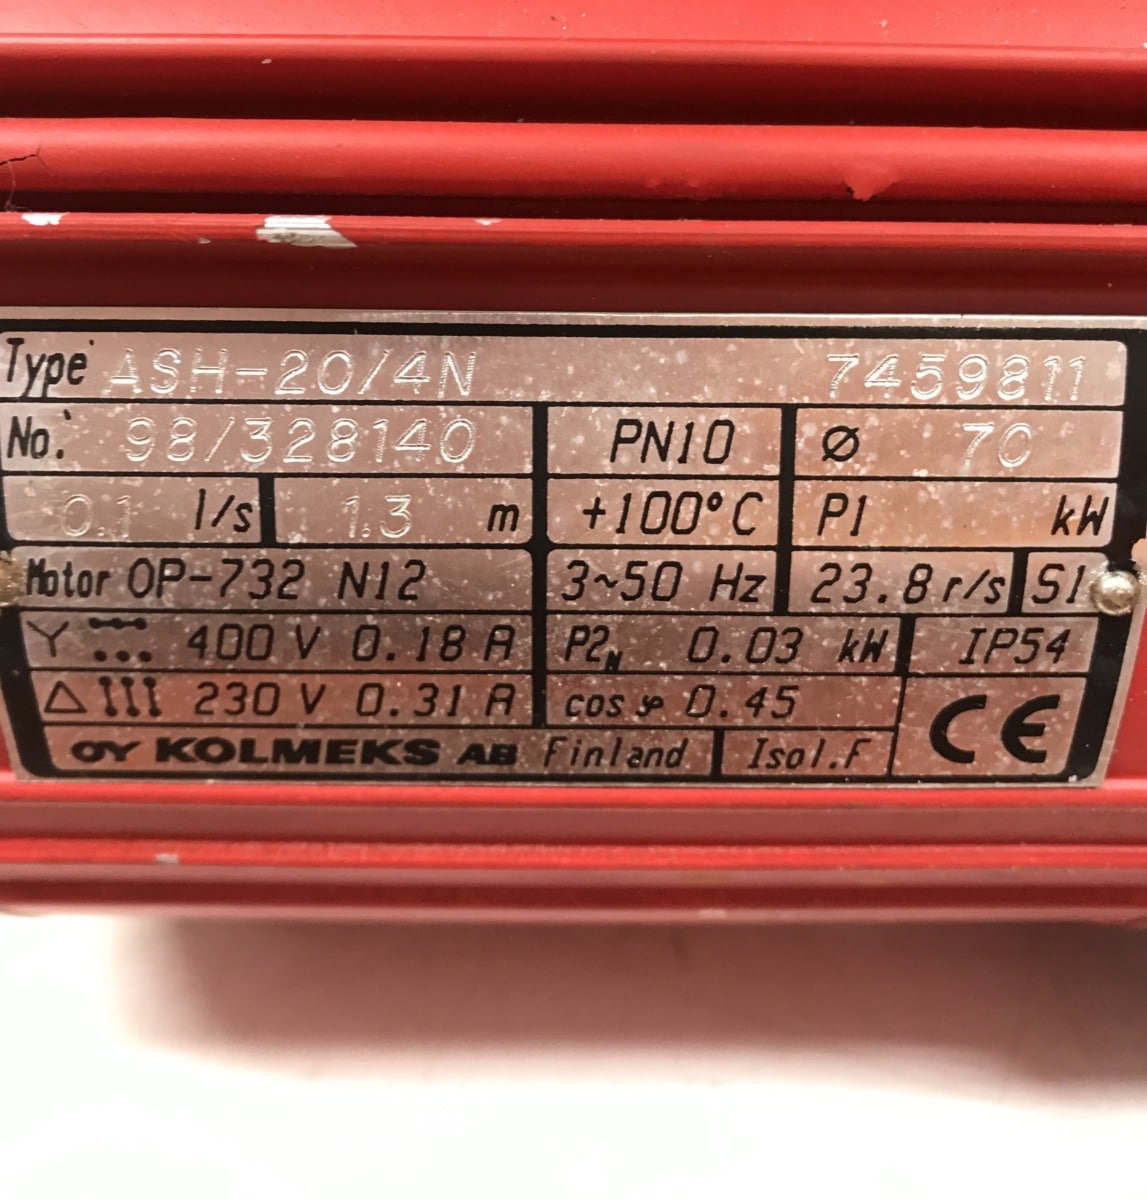 Type ASH-20/4N 7459811
No. 98/328140 PN10 Ø 70
0.1 l/s 1.3 m +100°C P1 kW
Motor OP-732 N12 3~50 Hz 23.8 r/s S1
Y 400 V 0.18 A P2N 0.03 kW IP54
Δ 230 V 0.31 A cos φ 0.45 CE
OY KOLMEKS AB Finland Isol.F